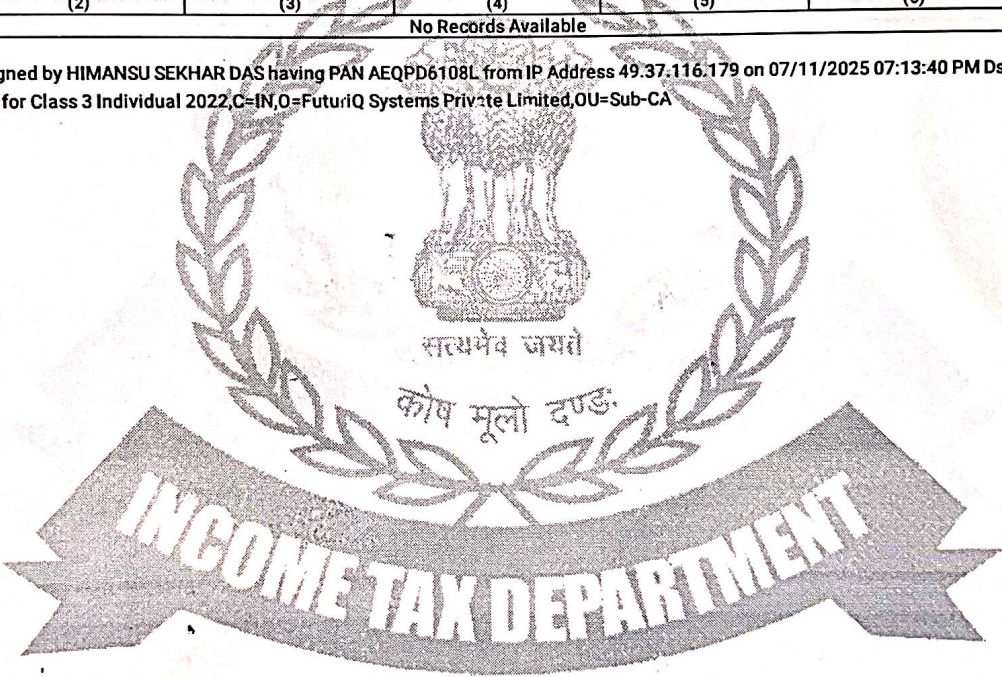 (2) (3) (4) (5)
No Records Available
gned by HIMANSU SEKHAR DAS having PAN AEQPD6108L from IP Address 49.37.116.179 on 07/11/2025 07:13:40 PM Ds
for Class 3 Individual 2022,C=IN,O=FuturiQ Systems Private Limited,OU=Sub-CA
सत्यमेव जयते
कोष मूलो दण्डः
INCOME TAX DEPARTMENT